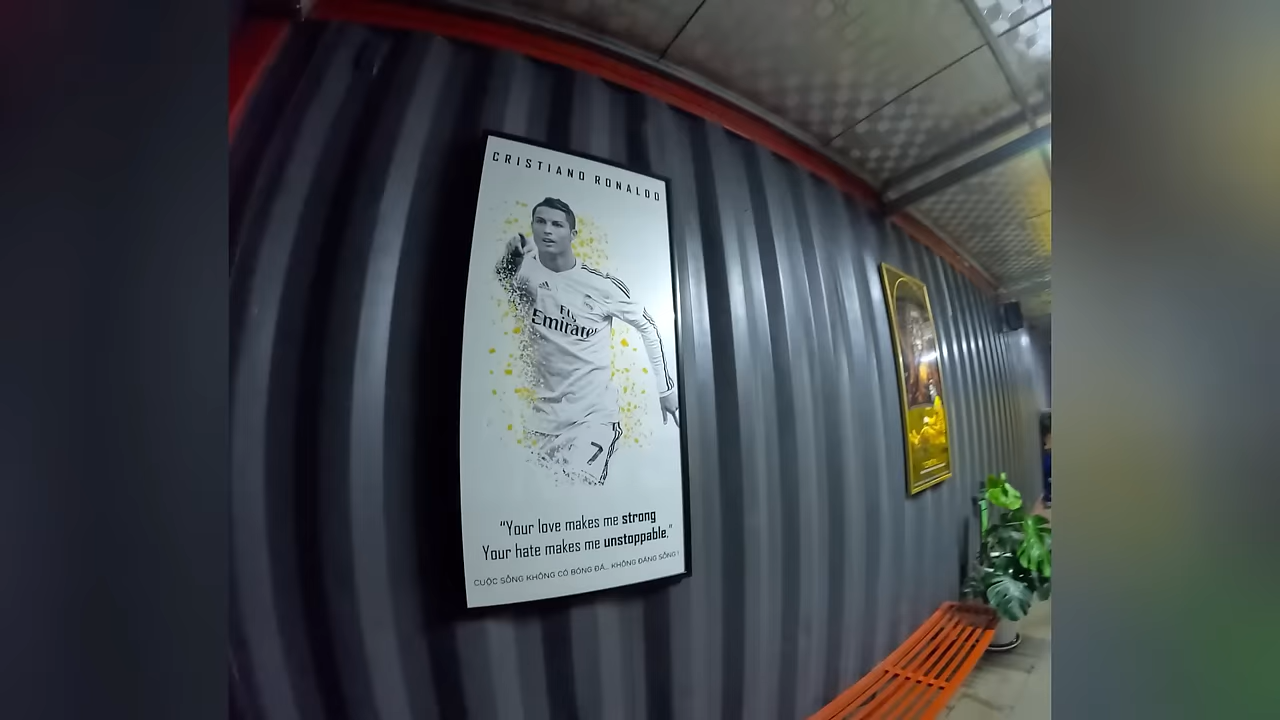 CRISTIANO RONALDO
Fly
Emirates
7
“Your love makes me strong
Your hate makes me unstoppable.”
CUỘC SỐNG KHÔNG CÓ BÓNG ĐÁ... KHÔNG ĐÁNG SỐNG !